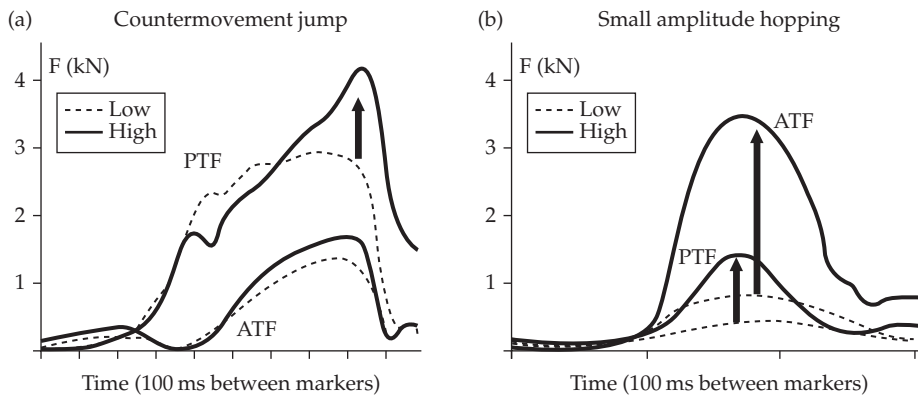 (a)
Countermovement jump
F (kN)
4
3
2
1
Low
High
PTF
ATF
Time (100 ms between markers)
(b)
Small amplitude hopping
F (kN)
4
3
2
1
Low
High
ATF
PTF
Time (100 ms between markers)